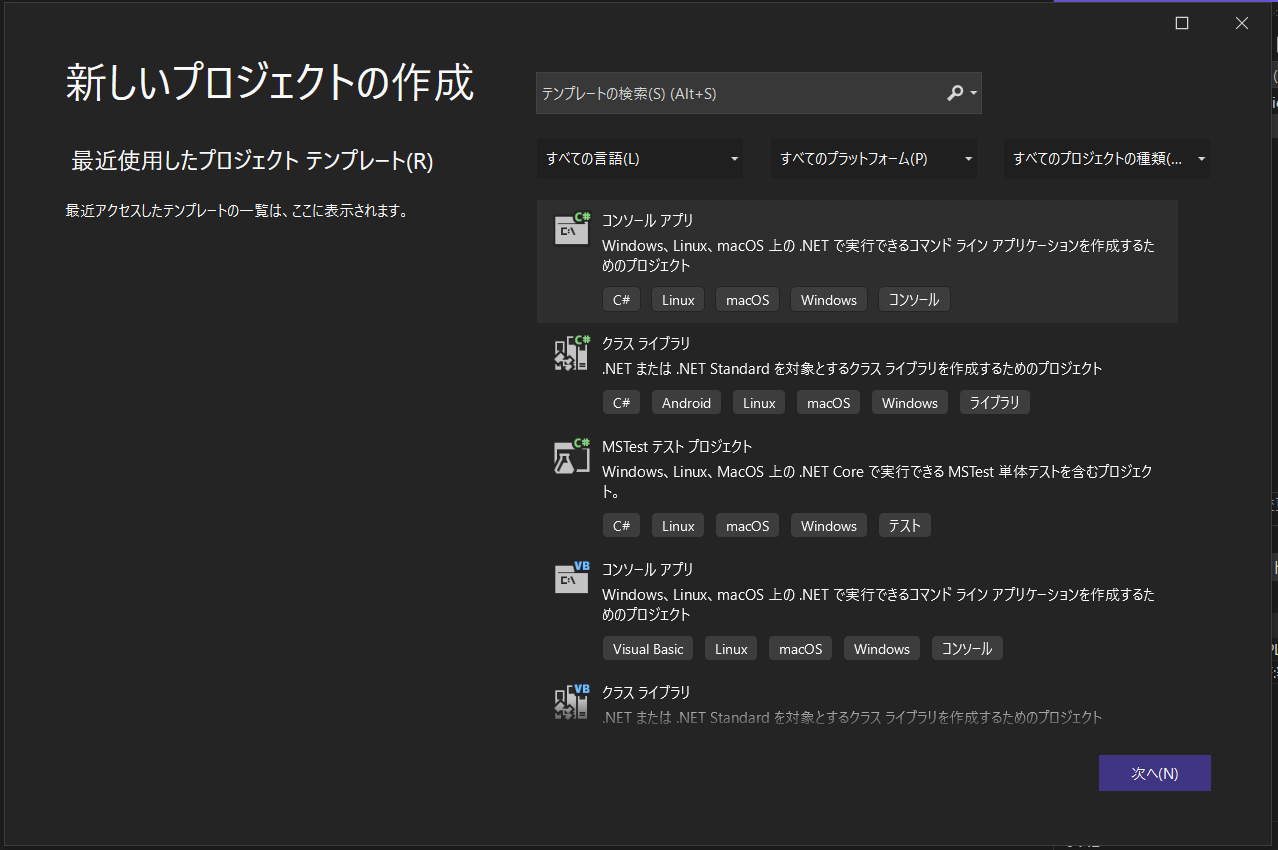 新しいプロジェクトの作成
最近使用したプロジェクト テンプレート(R)
最近アクセスしたテンプレートの一覧は、ここに表示されます。
テンプレートの検索(S) (Alt+S)
すべての言語(L)
すべてのプラットフォーム(P)
すべてのプロジェクトの種類(...
C#
C:\
コンソール アプリ
Windows、Linux、macOS 上の .NET で実行できるコマンド ライン アプリケーションを作成するた
めのプロジェクト
C# Linux macOS Windows コンソール
C#
クラス ライブラリ
.NET または .NET Standard を対象とするクラス ライブラリを作成するためのプロジェクト
C# Android Linux macOS Windows ライブラリ
C#
MSTest テスト プロジェクト
Windows、Linux、MacOS 上の .NET Core で実行できる MSTest 単体テストを含むプロジェク
ト。
C# Linux macOS Windows テスト
VB
C:\
コンソール アプリ
Windows、Linux、macOS 上の .NET で実行できるコマンド ライン アプリケーションを作成するた
めのプロジェクト
Visual Basic Linux macOS Windows コンソール
VB
クラス ライブラリ
.NET または .NET Standard を対象とするクラス ライブラリを作成するためのプロジェクト
次へ(N)